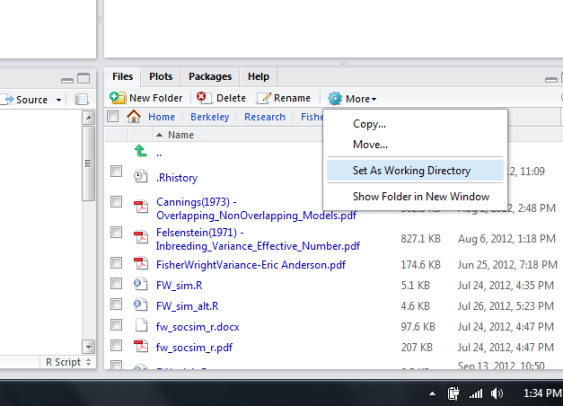 Files Plots Packages Help
Source New Folder Delete Rename More
Home Berkeley Research Fishe
Copy...
Name
Move...
..
.Rhistory
Set As Working Directory
2, 11:09
Cannings(1973) -
Overlapping_NonOverlapping_Models.pdf
Show Folder in New Window
2012, 2:48 PM
Felsenstein(1971) -
Inbreeding_Variance_Effective_Number.pdf
827.1 KB Aug 6, 2012, 1:18 PM
FisherWrightVariance-Eric Anderson.pdf 174.6 KB Jun 25, 2012, 7:18 PM
FW_sim.R 5.1 KB Jul 24, 2012, 4:35 PM
FW_sim_alt.R 4.6 KB Jul 26, 2012, 5:23 PM
fw_socsim_r.docx 97.6 KB Jul 24, 2012, 4:47 PM
fw_socsim_r.pdf 207 KB Jul 24, 2012, 4:47 PM
R Script
Sep 13, 2012, 10:50
1:34 PM